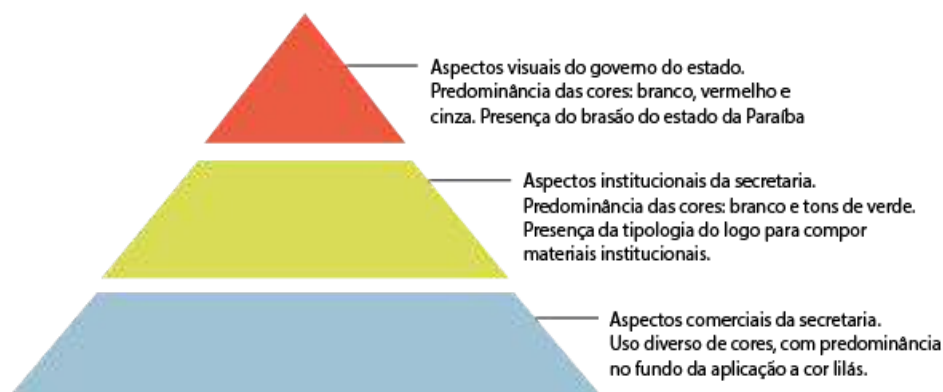 Aspectos visuais do governo do estado.
Predominância das cores: branco, vermelho e
cinza. Presença do brasão do estado da Paraíba
Aspectos institucionais da secretaria.
Predominância das cores: branco e tons de verde.
Presença da tipologia do logo para compor
materiais institucionais.
Aspectos comerciais da secretaria.
Uso diverso de cores, com predominância
no fundo da aplicação a cor lilás.